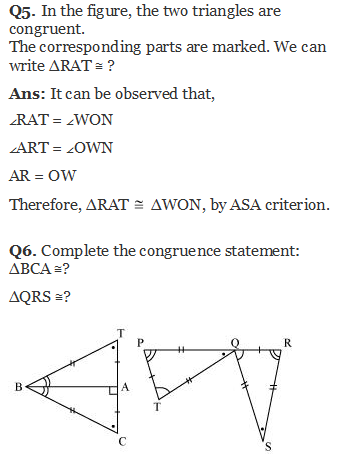 Q5. In the figure, the two triangles are
congruent.
The corresponding parts are marked. We can
write ΔRAT ≅ ?
Ans: It can be observed that,
∠RAT = ∠WON
∠ART = ∠OWN
AR = OW
Therefore, ΔRAT ≅ ΔWON, by ASA criterion.
Q6. Complete the congruence statement:
ΔBCA ≅?
ΔQRS ≅?
T
P
Q
R
B
A
T
C
S